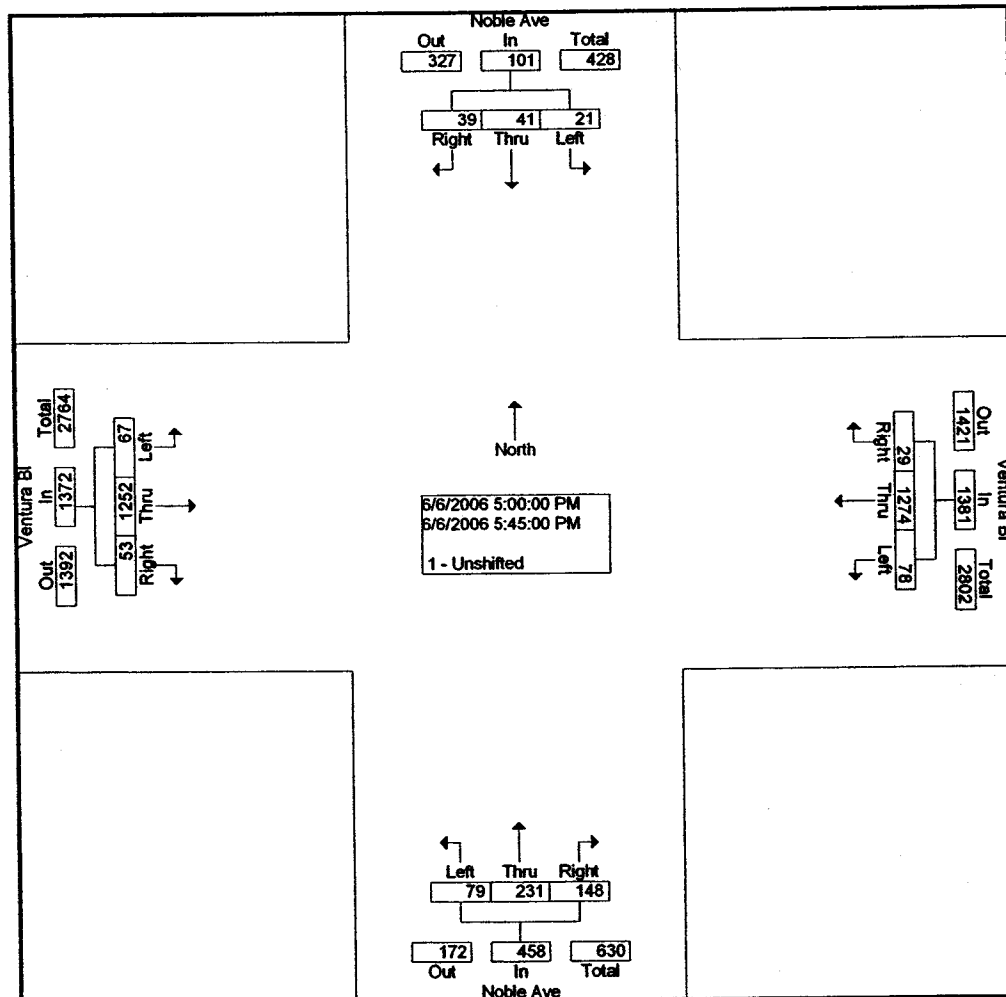 Noble Ave
Out In Total
327 101 428
39 41 21
Right Thru Left
Ventura Bl
Total In Out
2764 1372 1392
67 1252 53
Left Thru Right
North
6/6/2006 5:00:00 PM
6/6/2006 5:45:00 PM
1 - Unshifted
Right Thru Left
29 1274 78
Out In Total
1421 1381 2802
Ventura Bl
Left Thru Right
79 231 148
172 458 630
Out In Total
Noble Ave